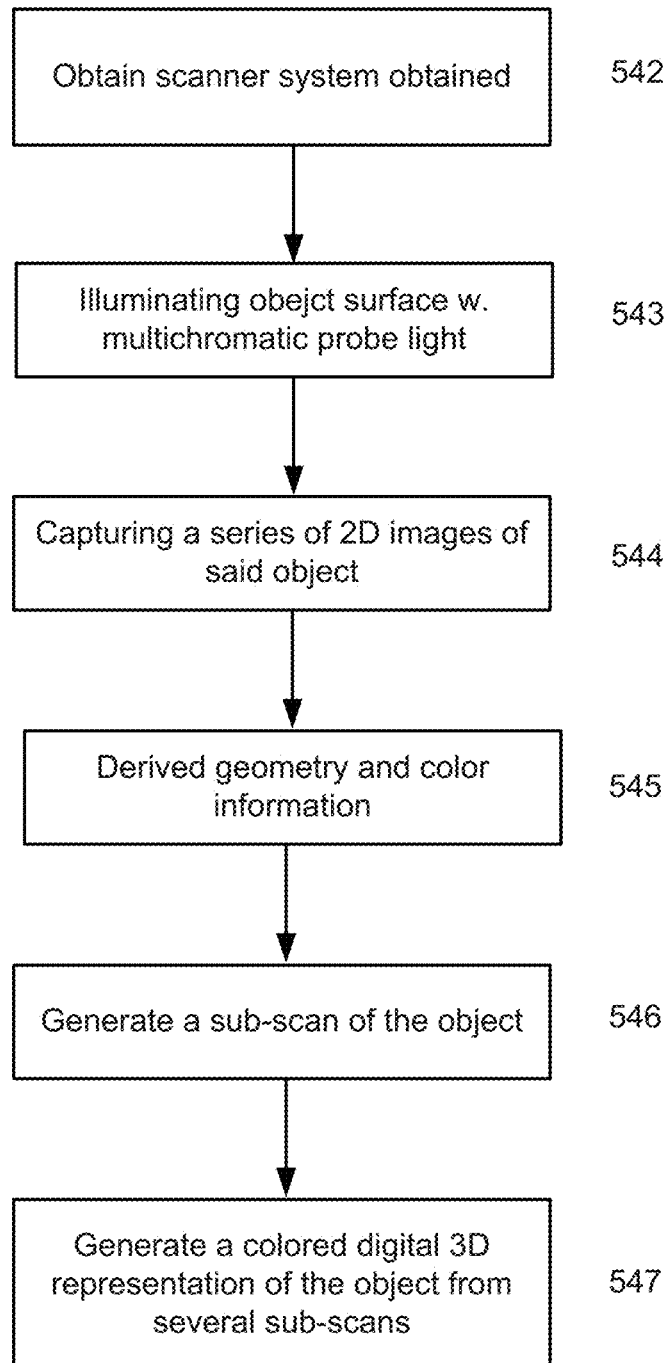 Obtain scanner system obtained
542
Illuminating obejct surface w.
multichromatic probe light
543
Capturing a series of 2D images of
said object
544
Derived geometry and color
information
545
Generate a sub-scan of the object
546
Generate a colored digital 3D
representation of the object from
several sub-scans
547